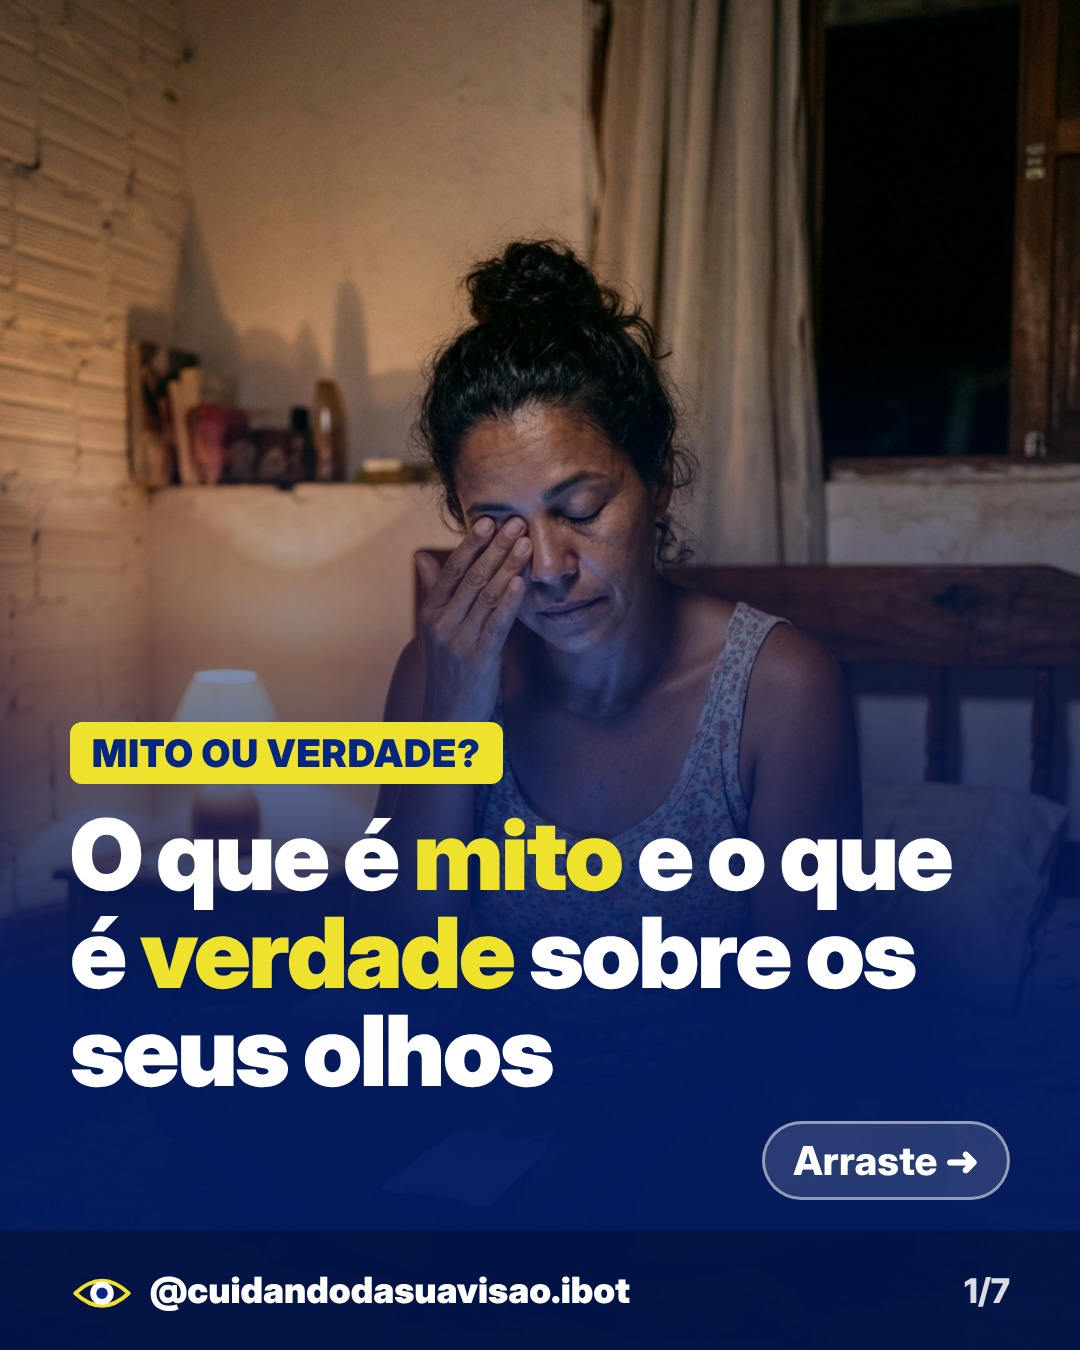 MITO OU VERDADE?
O que é mito e o que
é verdade sobre os
seus olhos
Arraste →
@cuidandodasuavisao.ibot
1/7